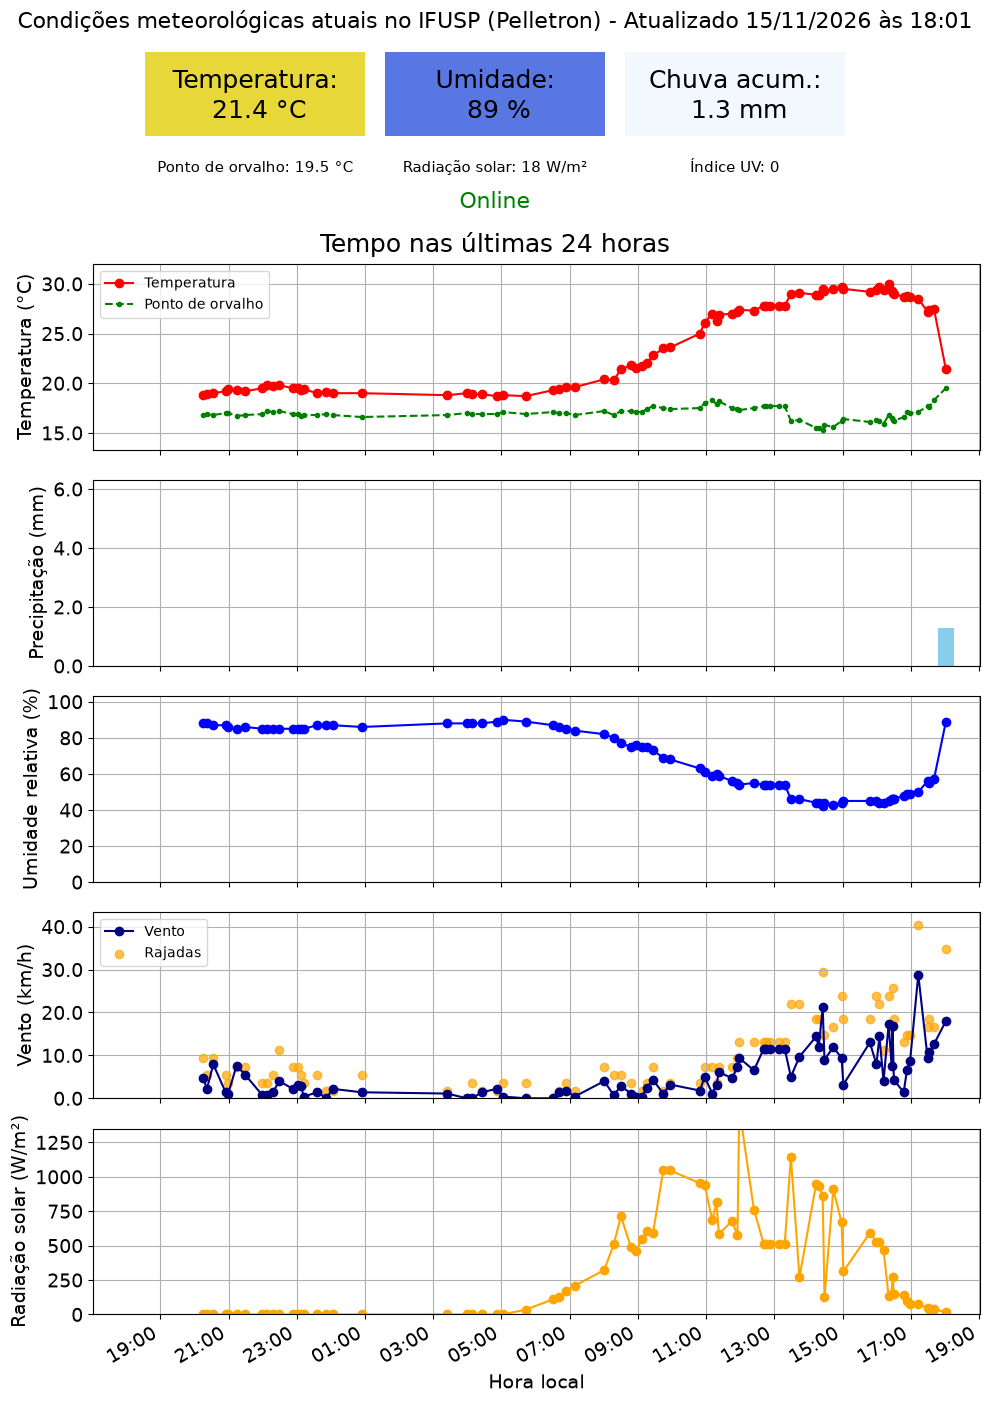 Condições meteorológicas atuais no IFUSP (Pelletron) - Atualizado 15/11/2026 às 18:01
Temperatura:
21.4 °C
Umidade:
89 %
Chuva acum.:
1.3 mm
Ponto de orvalho: 19.5 °C
Radiação solar: 18 W/m²
Índice UV: 0
Online
Tempo nas últimas 24 horas
Temperatura (°C)
30.0
25.0
20.0
15.0
Temperatura
Ponto de orvalho
Precipitação (mm)
6.0
4.0
2.0
0.0
Umidade relativa (%)
100
80
60
40
20
0
Vento (km/h)
40.0
30.0
20.0
10.0
0.0
Vento
Rajadas
Radiação solar (W/m²)
1250
1000
750
500
250
0
19:00
21:00
23:00
01:00
03:00
05:00
07:00
09:00
11:00
13:00
15:00
17:00
19:00
Hora local